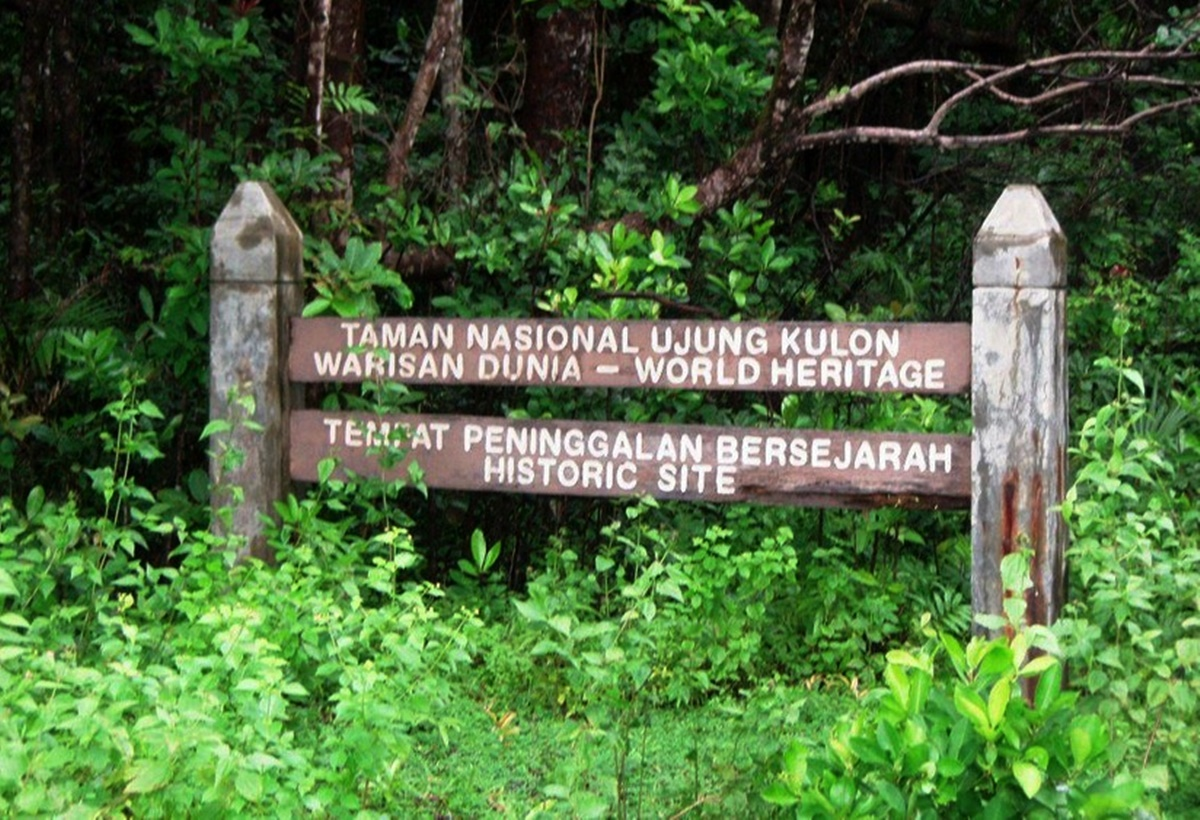 TAMAN NASIONAL UJUNG KULON
WARISAN DUNIA – WORLD HERITAGE
TEMPAT PENINGGALAN BERSEJARAH
HISTORIC SITE